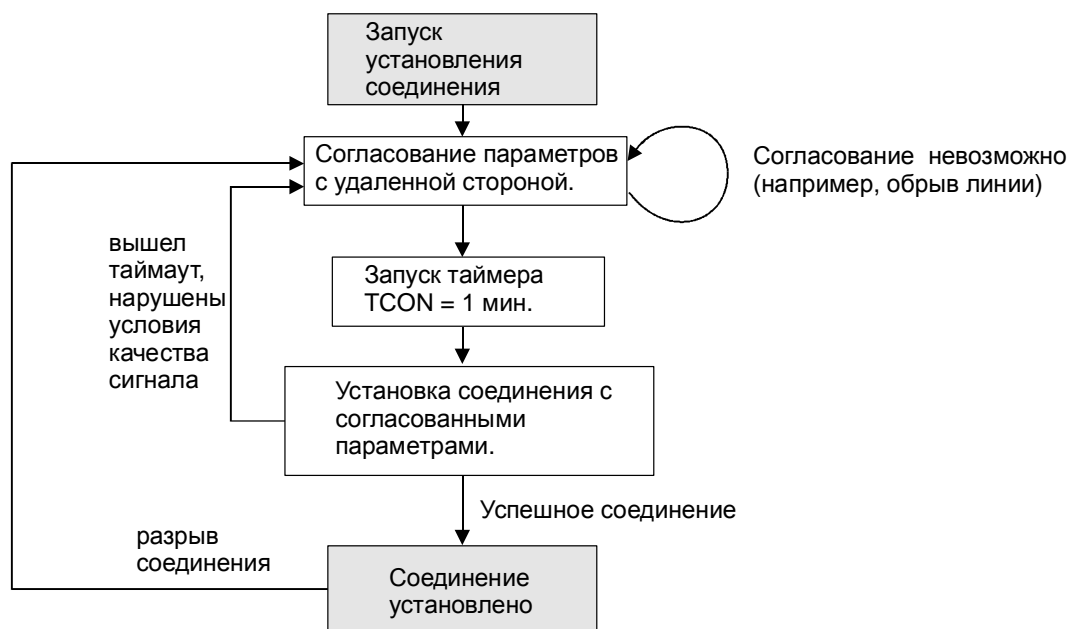 Запуск
установления
соединения
Согласование параметров
с удаленной стороной.
Согласование невозможно
(например, обрыв линии)
вышел
таймаут,
нарушены
условия
качества
сигнала
Запуск таймера
TCON = 1 мин.
Установка соединения с
согласованными
параметрами.
Успешное соединение
разрыв
соединения
Соединение
установлено